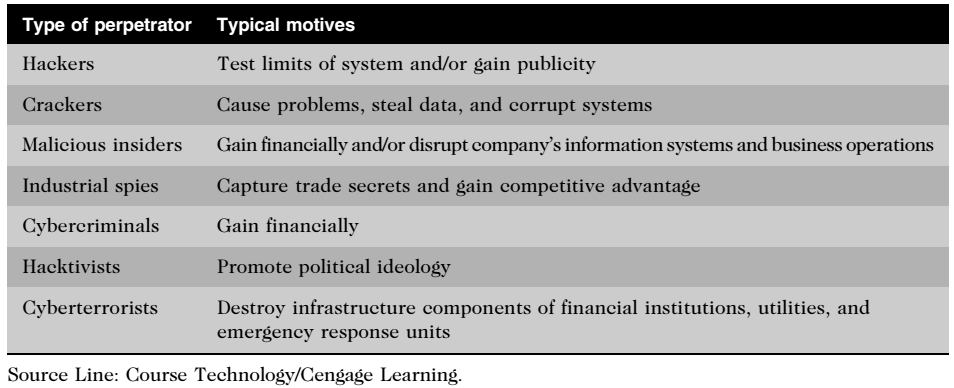 Type of perpetrator Typical motives
Hackers Test limits of system and/or gain publicity
Crackers Cause problems, steal data, and corrupt systems
Malicious insiders Gain financially and/or disrupt company's information systems and business operations
Industrial spies Capture trade secrets and gain competitive advantage
Cybercriminals Gain financially
Hacktivists Promote political ideology
Cyberterrorists Destroy infrastructure components of financial institutions, utilities, and
emergency response units
Source Line: Course Technology/Cengage Learning.